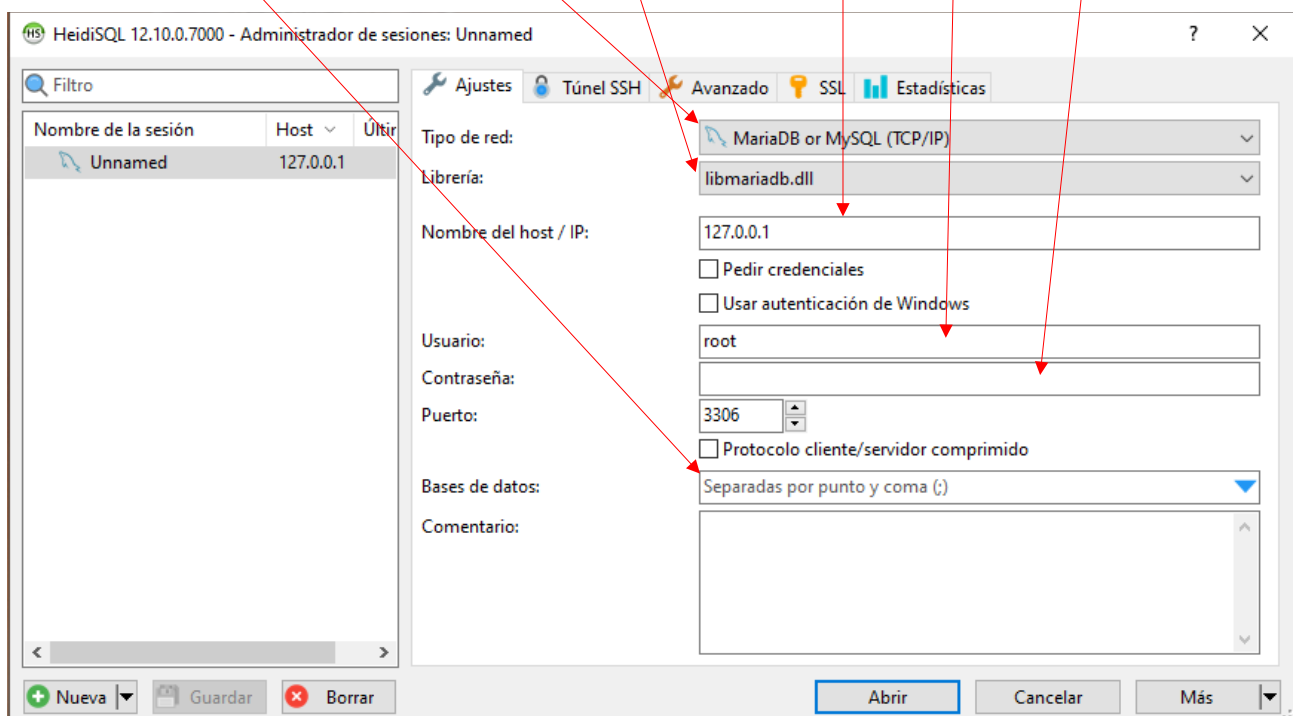 HeidiSQL 12.10.0.7000 - Administrador de sesiones: Unnamed
Filtro
Nombre de la sesión Host Últir
Unnamed 127.0.0.1
Ajustes Túnel SSH Avanzado SSL Estadísticas
Tipo de red: MariaDB or MySQL (TCP/IP)
Librería: libmariadb.dll
Nombre del host / IP: 127.0.0.1
Pedir credenciales
Usar autenticación de Windows
Usuario: root
Contraseña:
Puerto: 3306
Protocolo cliente/servidor comprimido
Bases de datos: Separadas por punto y coma (;)
Comentario:
Nueva Guardar Borrar Abrir Cancelar Más